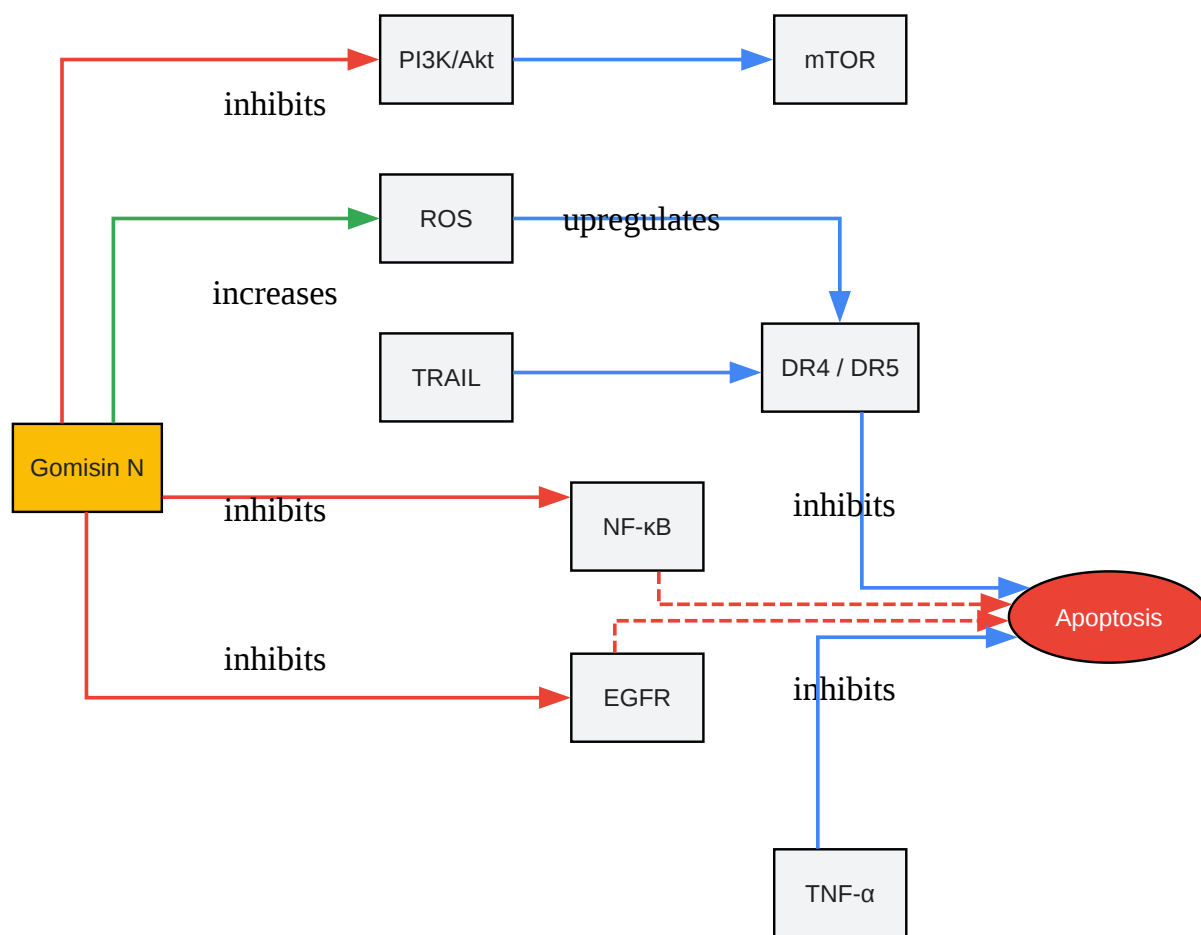 PI3K/Akt
mTOR
inhibits
ROS
upregulates
increases
TRAIL
DR4 / DR5
Gomisin N
inhibits
NF-κB
inhibits
Apoptosis
inhibits
EGFR
inhibits
TNF-α